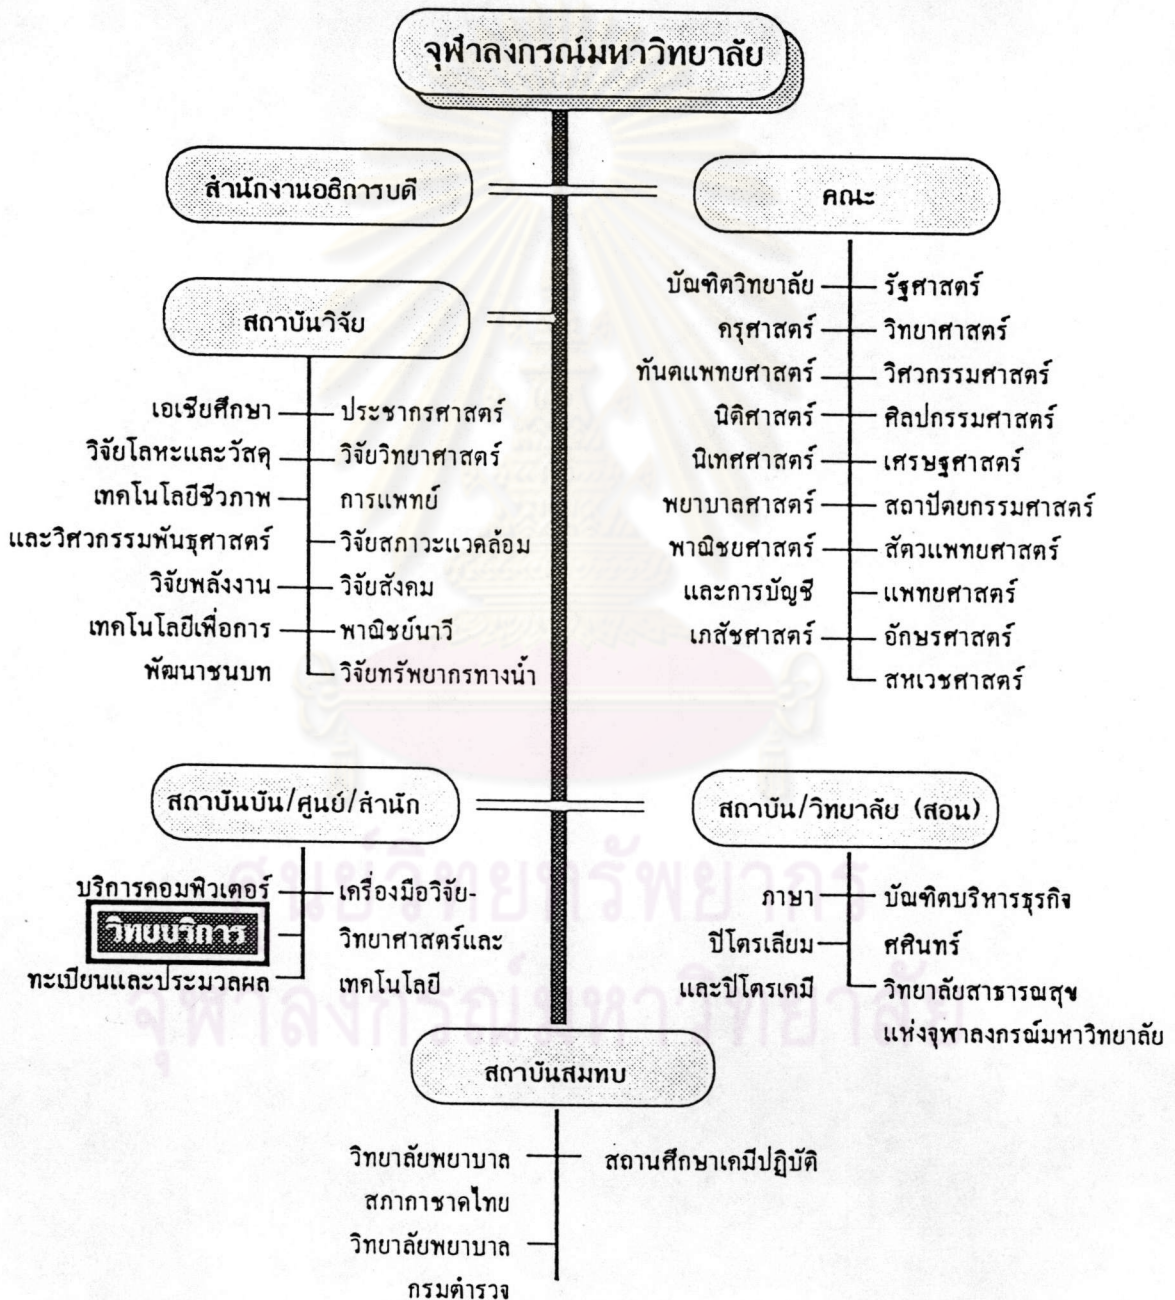 จุฬาลงกรณ์มหาวิทยาลัย
สำนักงานอธิการบดี
คณะ
บัณฑิตวิทยาลัย
รัฐศาสตร์
ครุศาสตร์
วิทยาศาสตร์
ทันตแพทยศาสตร์
วิศวกรรมศาสตร์
นิติศาสตร์
ศิลปกรรมศาสตร์
นิเทศศาสตร์
เศรษฐศาสตร์
พยาบาลศาสตร์
สถาปัตยกรรมศาสตร์
พาณิชยศาสตร์
สัตวแพทยศาสตร์
และการบัญชี
แพทยศาสตร์
เภสัชศาสตร์
อักษรศาสตร์
สหเวชศาสตร์
สถาบันวิจัย
เอเชียศึกษา
ประชากรศาสตร์
วิจัยโลหะและวัสดุ
วิจัยวิทยาศาสตร์
เทคโนโลยีชีวภาพ
การแพทย์
และวิศวกรรมพันธุศาสตร์
วิจัยสภาวะแวดล้อม
วิจัยพลังงาน
วิจัยสังคม
เทคโนโลยีเพื่อการ
พาณิชย์นาวี
พัฒนาชนบท
วิจัยทรัพยากรทางน้ำ
สถาบันบัน/ศูนย์/สำนัก
บริการคอมพิวเตอร์
เครื่องมือวิจัย-
วิทยบริการ
วิทยาศาสตร์และ
ทะเบียนและประมวลผล
เทคโนโลยี
สถาบัน/วิทยาลัย (สอน)
ภาษา
บัณฑิตบริหารธุรกิจ
ปิโตรเลียม
ศศินทร์
และปิโตรเคมี
วิทยาลัยสาธารณสุข
แห่งจุฬาลงกรณ์มหาวิทยาลัย
ศูนย์วิทยทรัพยากร
จุฬาลงกรณ์มหาวิทยาลัย
สถาบันสมทบ
วิทยาลัยพยาบาล
สถานศึกษาเคมีปฏิบัติ
สภากาชาดไทย
วิทยาลัยพยาบาล
กรมตำรวจ